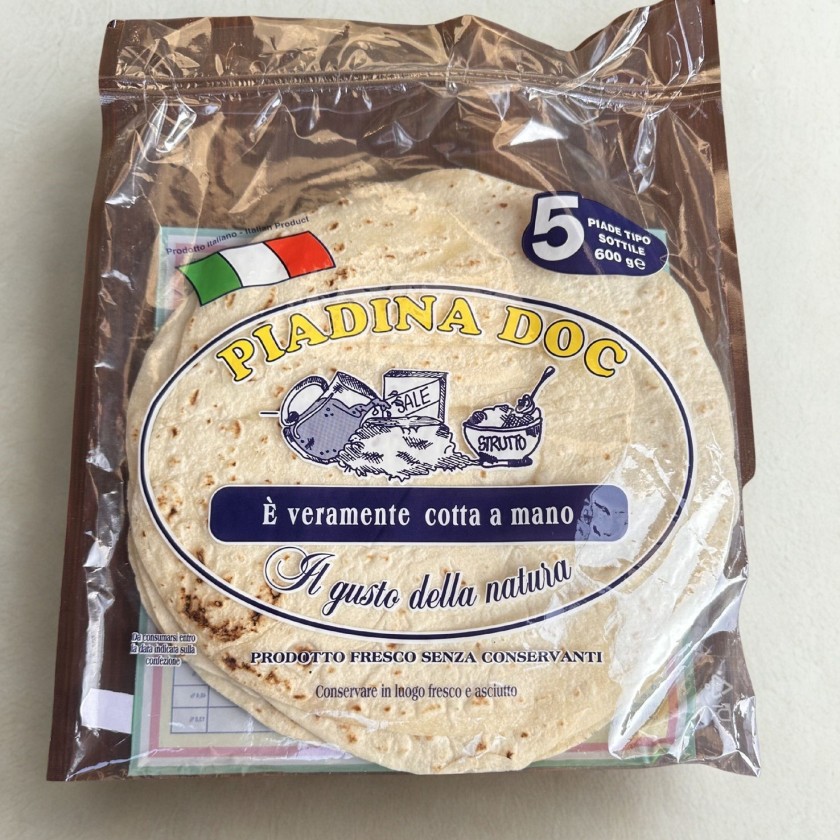 Prodotto Italiano - Italian Product
5
PIADE TIPO
SOTTILE
600 g℮
PIADINA DOC
SALE
STRUTTO
È veramente cotta a mano
Il gusto della natura
Da consumarsi entro
la data indicata sulla
confezione
PRODOTTO FRESCO SENZA CONSERVANTI
Conservare in luogo fresco e asciutto